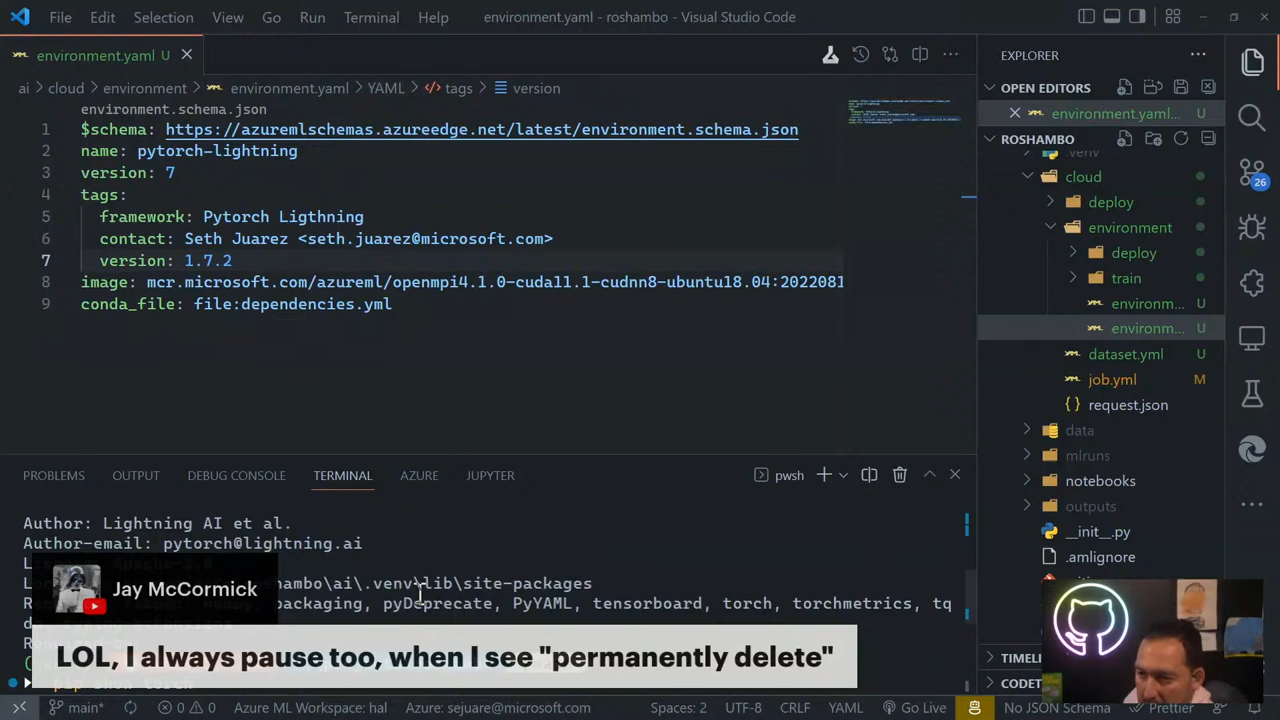 File Edit Selection View Go Run Terminal Help environment.yaml - roshambo - Visual Studio Code
environment.yaml U
ai cloud environment environment.yaml YAML tags version
environment.schema.json
1 $schema: https://azuremlschemas.azureedge.net/latest/environment.schema.json
2 name: pytorch-lightning
3 version: 7
4 tags:
5 framework: Pytorch Ligthning
6 contact: Seth Juarez <seth.juarez@microsoft.com>
7 version: 1.7.2
8 image: mcr.microsoft.com/azureml/openmpi4.1.0-cuda11.1-cudnn8-ubuntu18.04:2022081
9 conda_file: file:dependencies.yml
EXPLORER
OPEN EDITORS
environment.yaml... U
ROSHAMBO
.venv
cloud
deploy
environment
deploy
train
environm... U
environm... U
dataset.yml U
job.yml M
request.json
data
mlruns
notebooks
outputs
__init__.py
.amlignore
TIMELI
CODET
26
PROBLEMS OUTPUT DEBUG CONSOLE TERMINAL AZURE JUPYTER pwsh
Author: Lightning AI et al.
Author-email: pytorch@lightning.ai
shambo\ai\.venv\lib\site-packages
packaging, pyDeprecate, PyYAML, tensorboard, torch, torchmetrics, tq
pip show torch
Jay McCormick
LOL, I always pause too, when I see "permanently delete"
main* 0 0 Azure ML Workspace: hal Azure: sejuare@microsoft.com Spaces: 2 UTF-8 CRLF YAML Go Live No JSON Schema Prettier